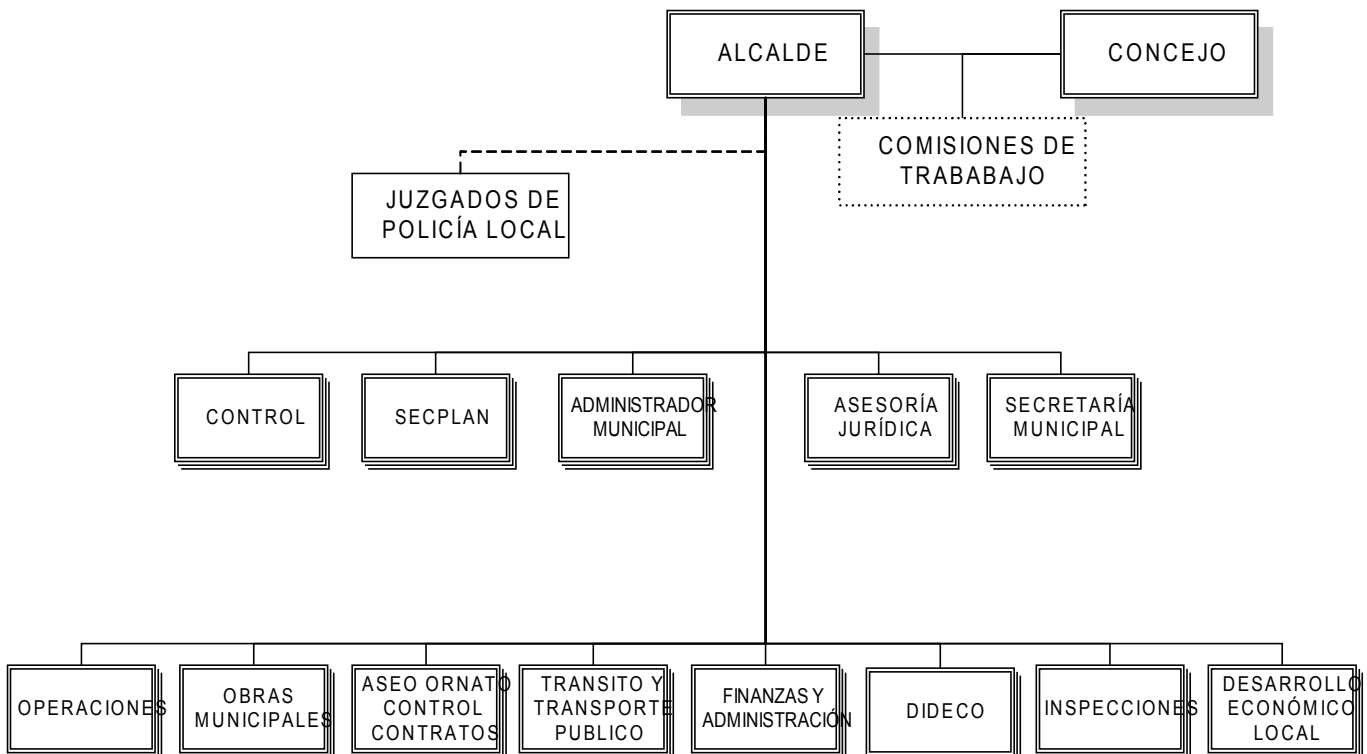 ALCALDE
CONCEJO
COMISIONES DE
TRABABAJO
JUZGADOS DE
POLICÍA LOCAL
CONTROL
SECPLAN
ADMINISTRADOR
MUNICIPAL
ASESORÍA
JURÍDICA
SECRETARÍA
MUNICIPAL
OPERACIONES
OBRAS
MUNICIPALES
ASEO ORNATÓ
CONTROL
CONTRATOS
TRANSITO Y
TRANSPORTE
PUBLICO
FINANZAS Y
ADMINISTRACIÓN
DIDECO
INSPECCIONES
DESARROLLO
ECONÓMICO
LOCAL